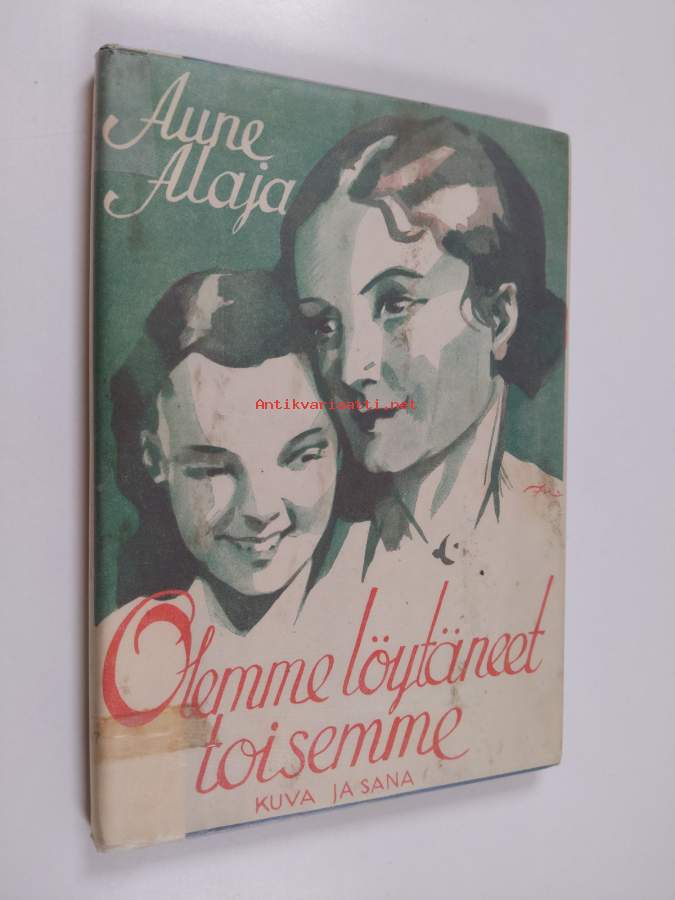 Aune
Alaja
Antikvariaatti.net
Olemme löytäneet
toisemme
KUVA JA SANA